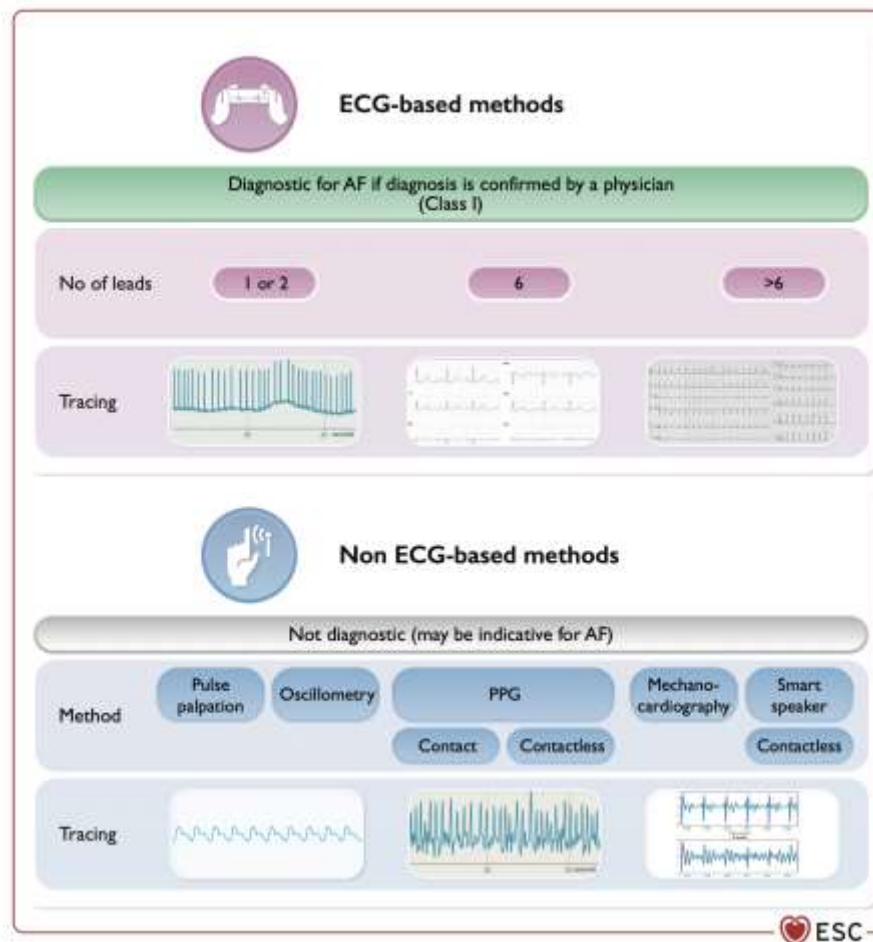 ECG-based methods
Diagnostic for AF if diagnosis is confirmed by a physician
(Class I)
No of leads
1 or 2
6
>6
Tracing
Non ECG-based methods
Not diagnostic (may be indicative for AF)
Method
Pulse
palpation
Oscillometry
PPG
Mechano-
cardiography
Smart
speaker
Contact
Contactless
Contactless
Tracing
ESC